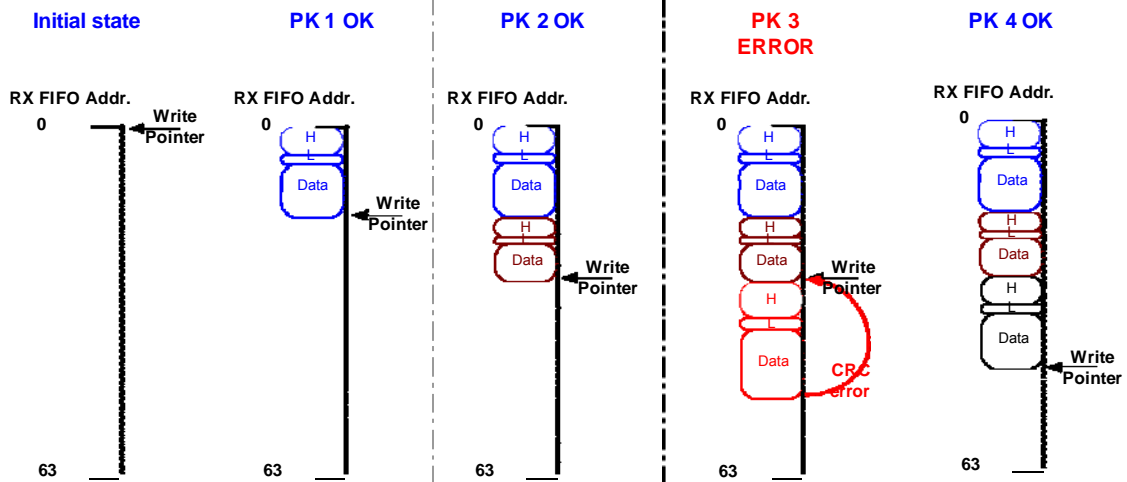 Initial state
RX FIFO Addr.
0
Write
Pointer
63
PK 1 OK
RX FIFO Addr.
0
H
L
Data
Write
Pointer
63
PK 2 OK
RX FIFO Addr.
0
H
L
Data
H
L
Data
Write
Pointer
63
PK 3
ERROR
RX FIFO Addr.
0
H
L
Data
H
L
Data
Write
Pointer
H
L
Data
CRC
error
63
PK 4 OK
RX FIFO Addr.
0
H
L
Data
H
L
Data
H
L
Data
Write
Pointer
63